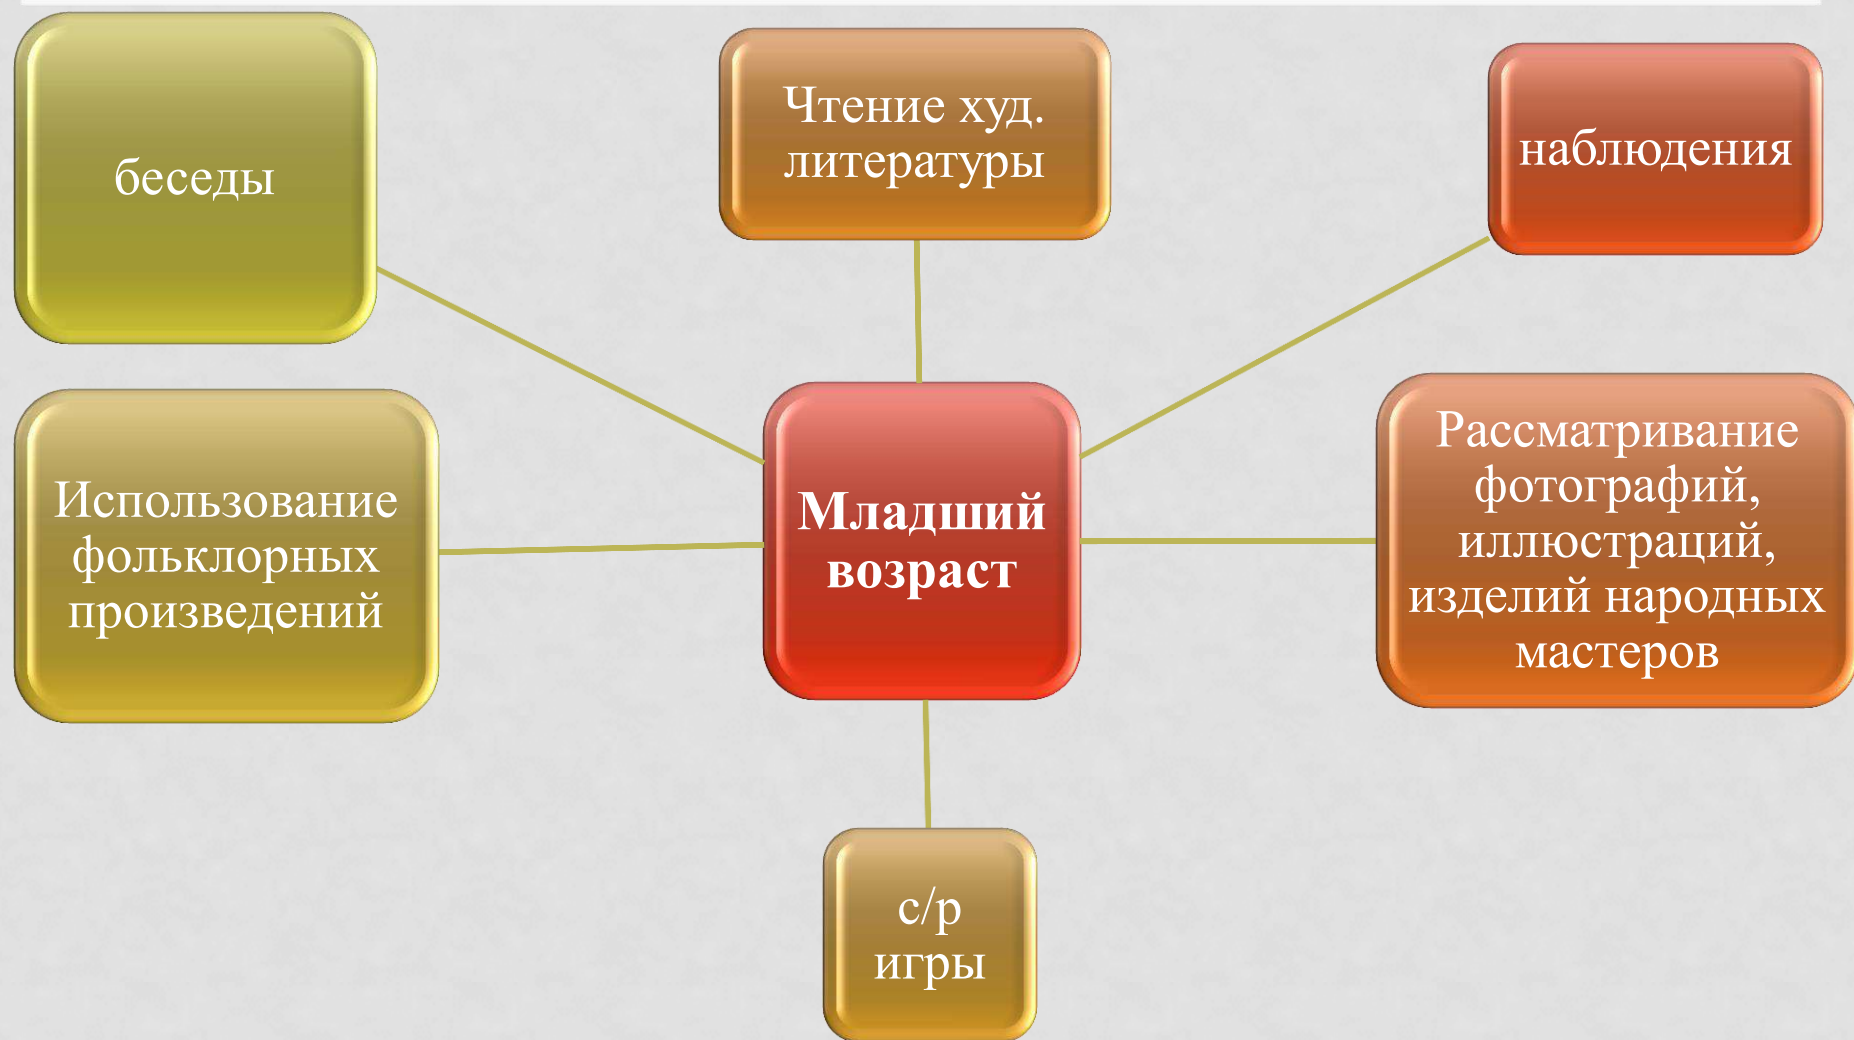 беседы
Чтение худ.
литературы
наблюдения
Использование
фольклорных
произведений
Младший
возраст
Рассматривание
фотографий,
иллюстраций,
изделий народных
мастеров
с/р
игры